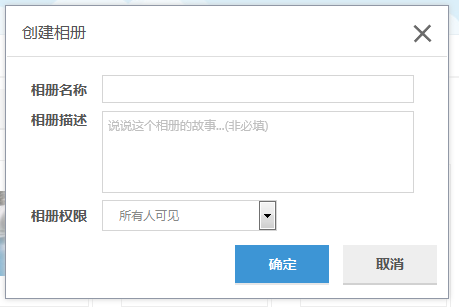 创建相册
相册名称
相册描述
说说这个相册的故事...(非必填)
相册权限 所有人可见
确定 取消